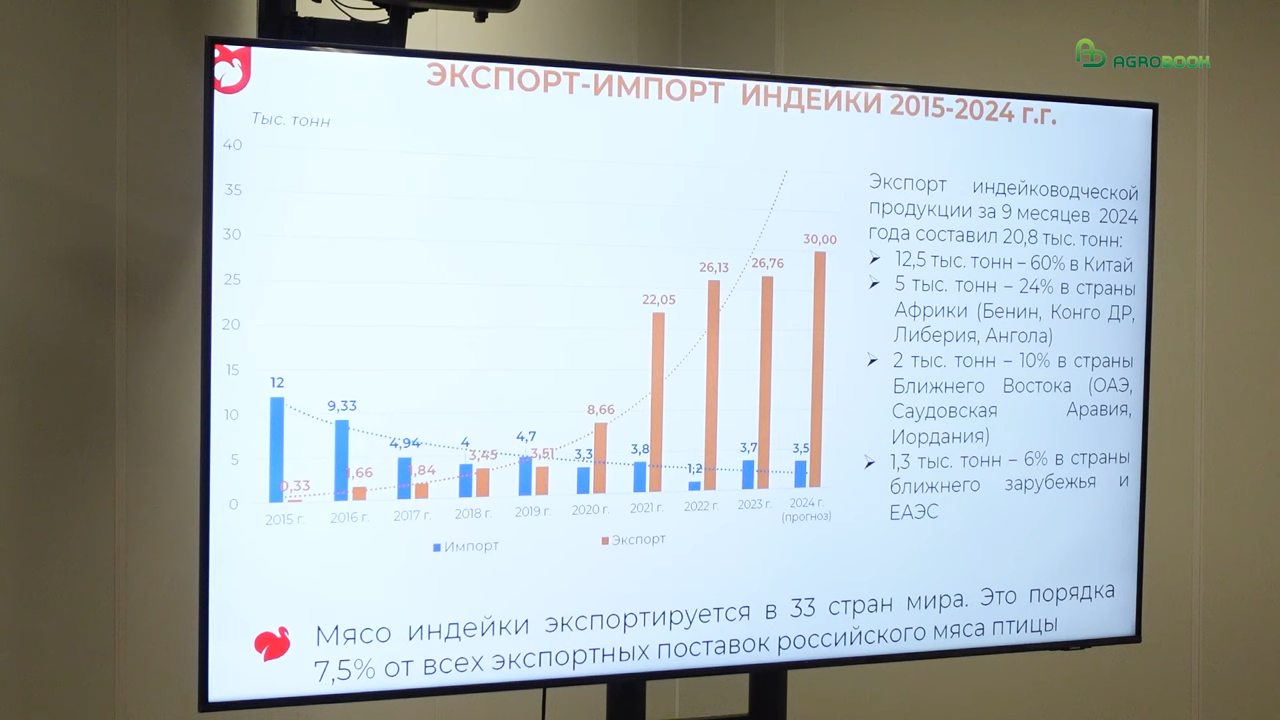 AGROBOOK
ЭКСПОРТ-ИМПОРТ ИНДЕЙКИ 2015-2024 г.г.
Тыс. тонн
40
35
30
25
20
15
10
5
0
12
9,33
4,94
4
4,7
3,3
3,8
1,2
3,7
3,5
0,33
1,66
1,84
3,45
3,51
8,66
22,05
26,13
26,76
30,00
2015 г.
2016 г.
2017 г.
2018 г.
2019 г.
2020 г.
2021 г.
2022 г.
2023 г.
2024 г.
(прогноз)
Импорт
Экспорт
Экспорт индейководческой
продукции за 9 месяцев 2024
года составил 20,8 тыс. тонн:
12,5 тыс. тонн – 60% в Китай
5 тыс. тонн – 24% в страны
Африки (Бенин, Конго ДР,
Либерия, Ангола)
2 тыс. тонн – 10% в страны
Ближнего Востока (ОАЭ,
Саудовская Аравия,
Иордания)
1,3 тыс. тонн – 6% в страны
ближнего зарубежья и
ЕАЭС
Мясо индейки экспортируется в 33 стран мира. Это порядка
7,5% от всех экспортных поставок российского мяса птицы